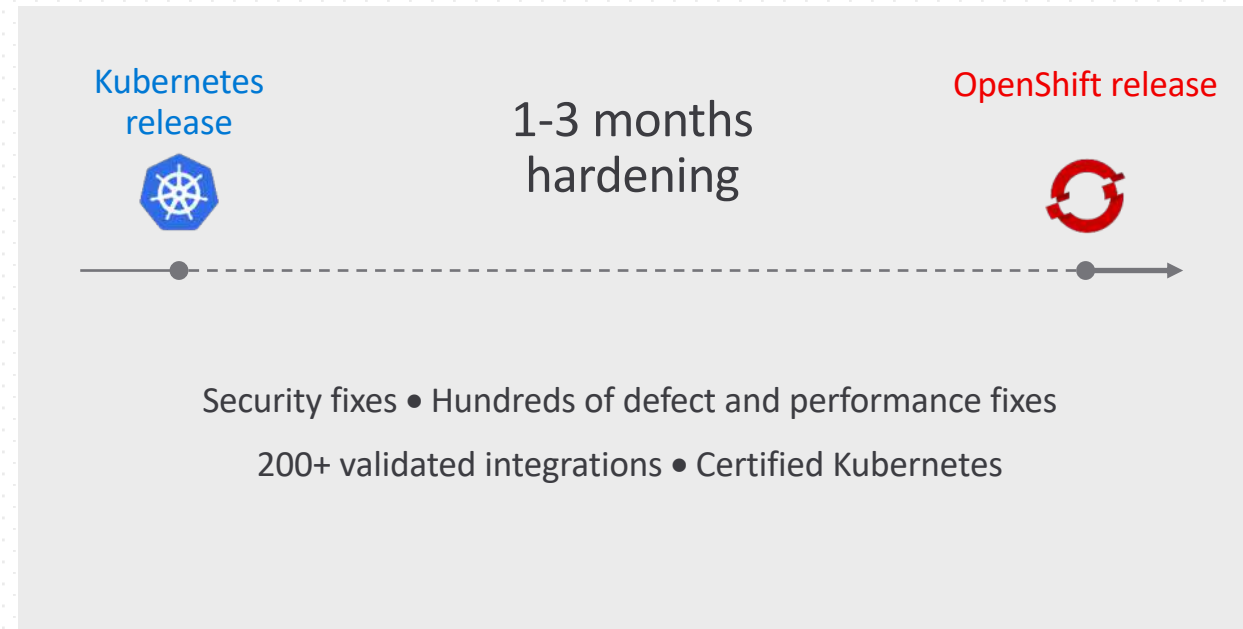 Kubernetes
release
1-3 months
hardening
OpenShift release
Security fixes • Hundreds of defect and performance fixes
200+ validated integrations • Certified Kubernetes